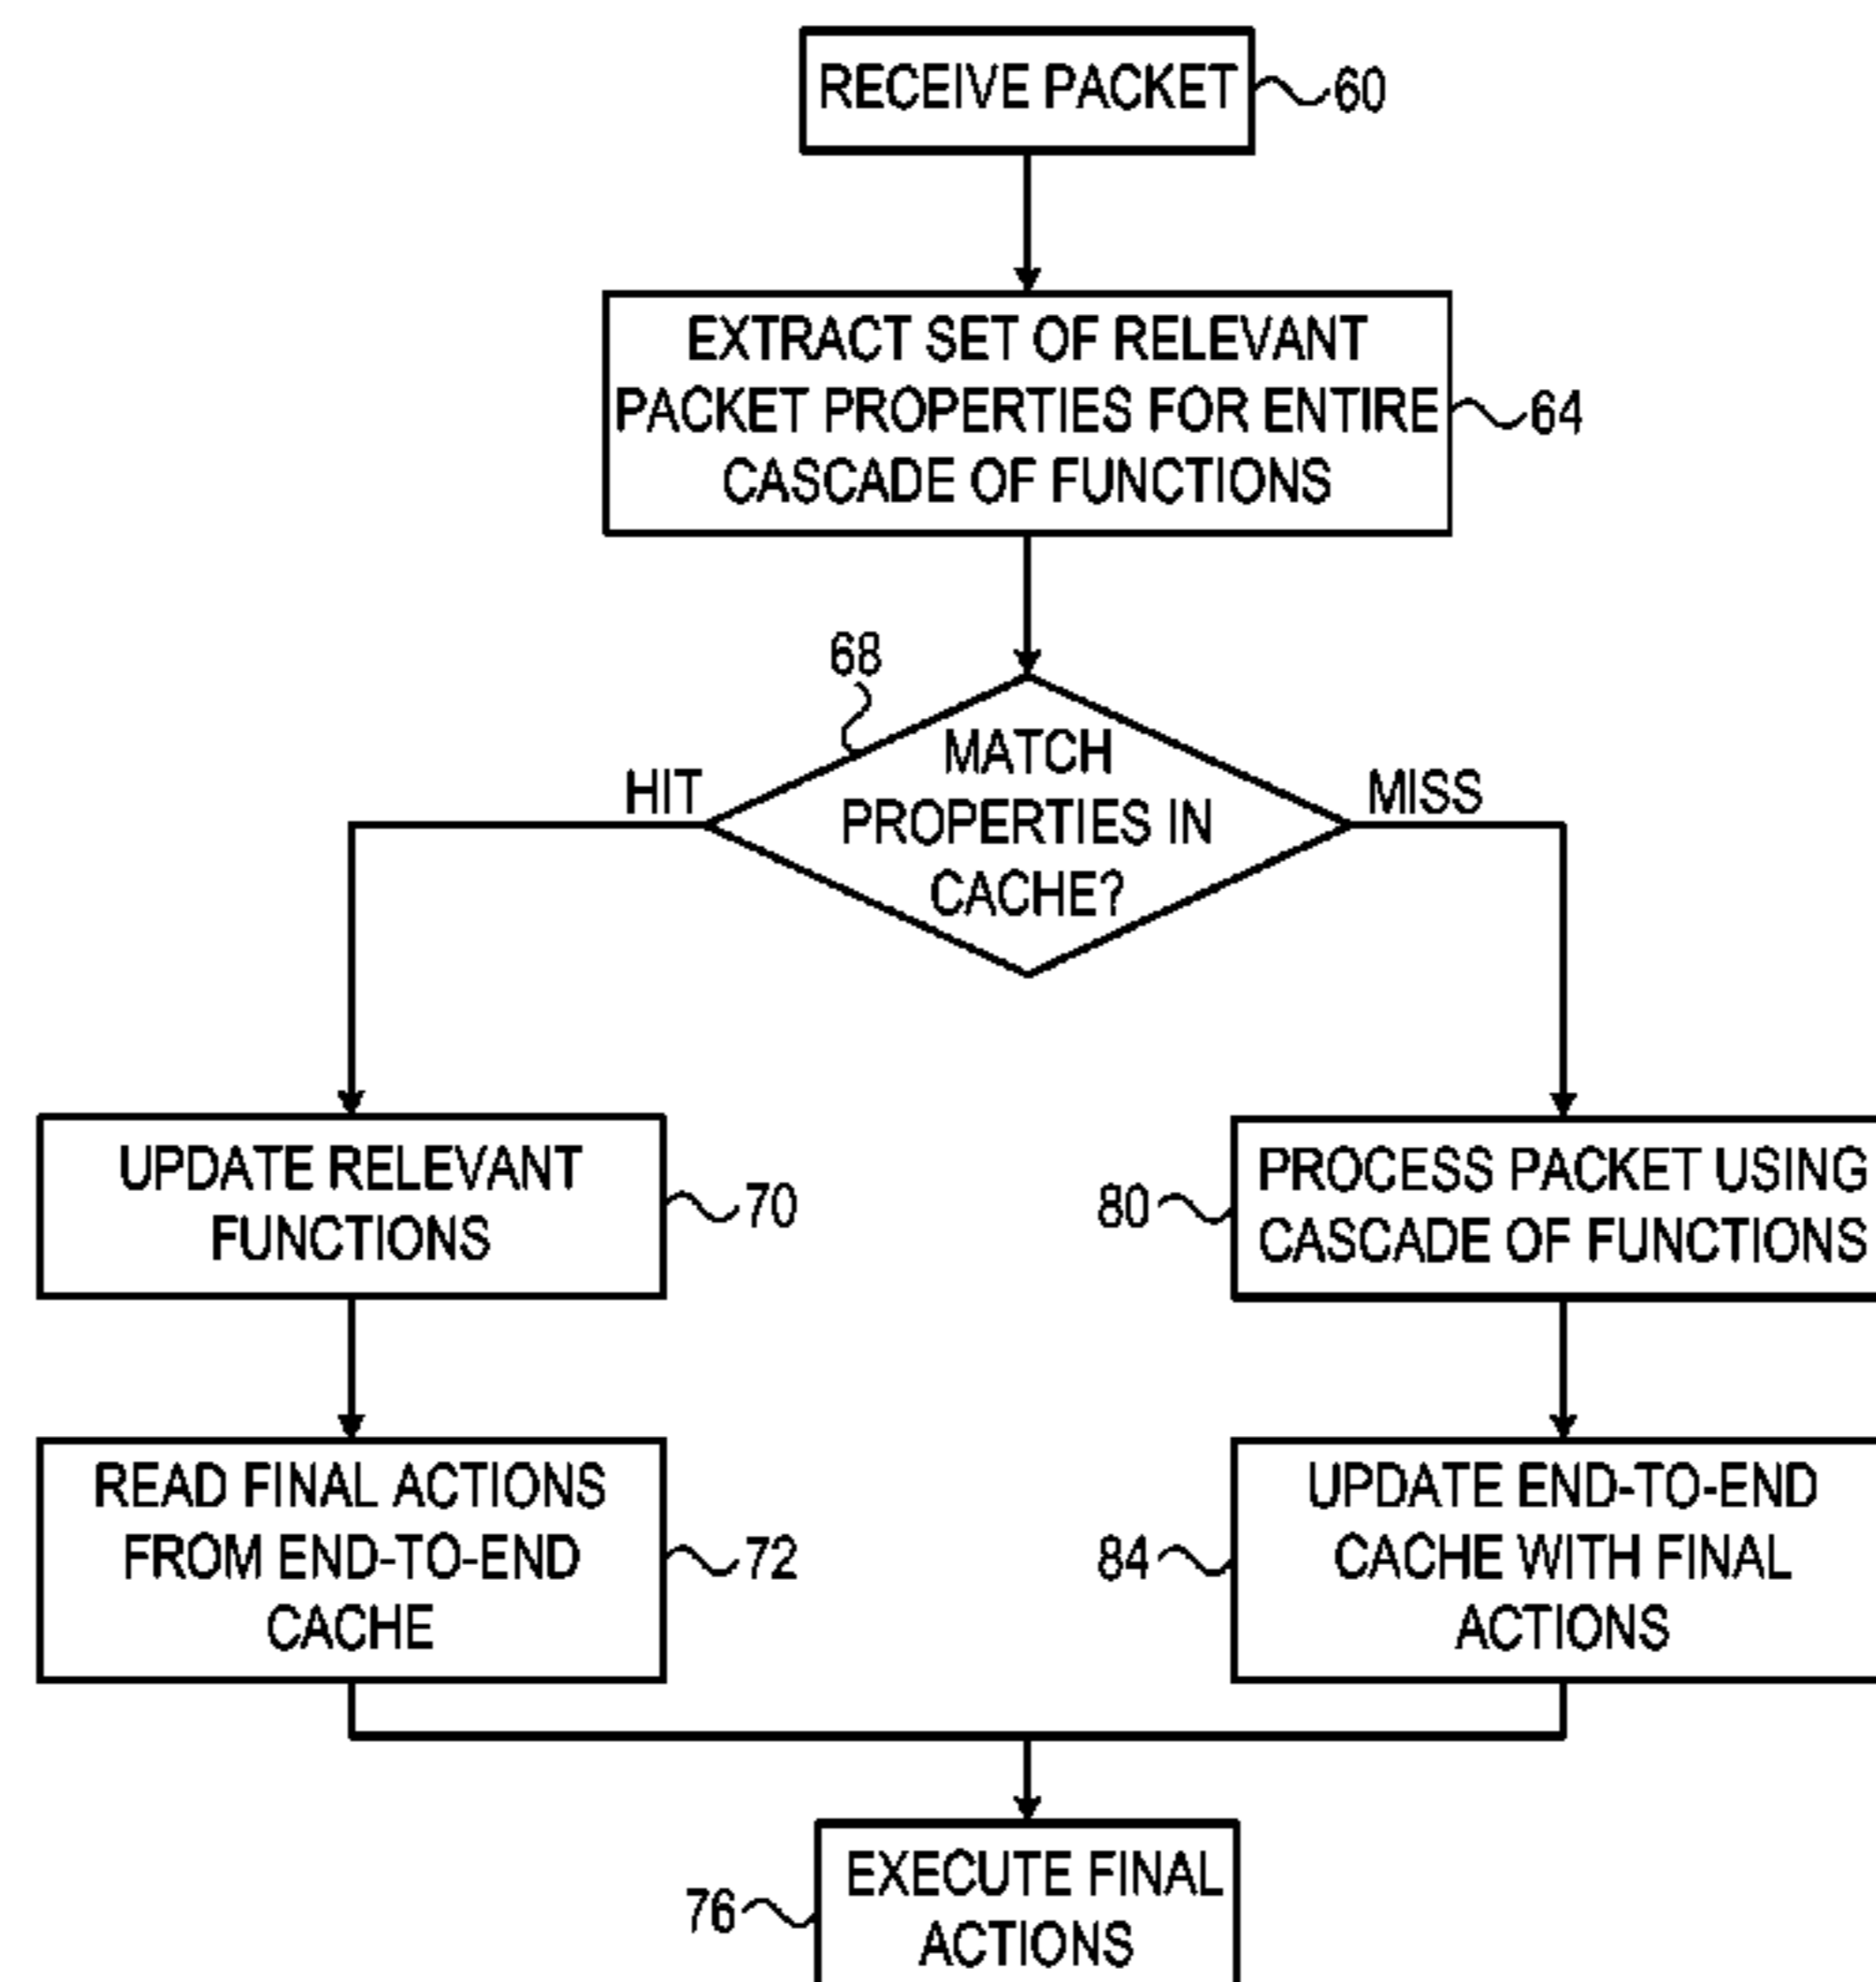 RECEIVE PACKET
60
EXTRACT SET OF RELEVANT
PACKET PROPERTIES FOR ENTIRE
CASCADE OF FUNCTIONS
64
68
MATCH
PROPERTIES IN
CACHE?
HIT
MISS
UPDATE RELEVANT
FUNCTIONS
70
80
PROCESS PACKET USING
CASCADE OF FUNCTIONS
READ FINAL ACTIONS
FROM END-TO-END
CACHE
72
84
UPDATE END-TO-END
CACHE WITH FINAL
ACTIONS
76
EXECUTE FINAL
ACTIONS